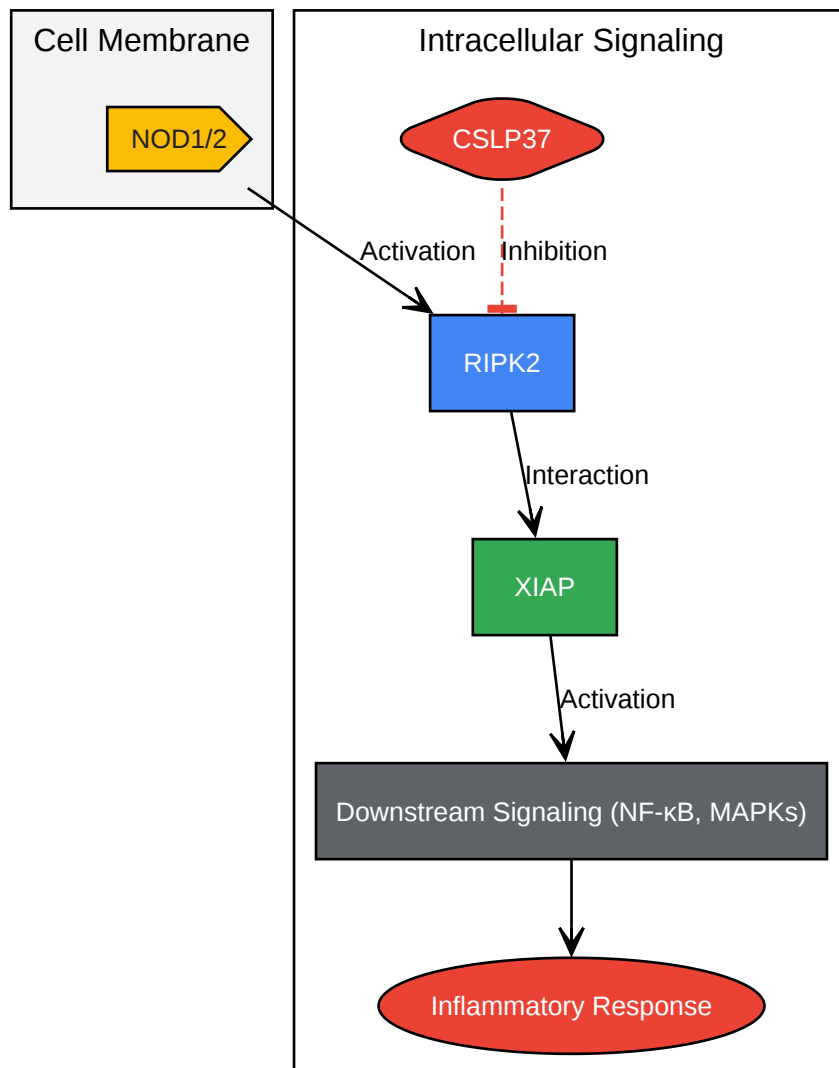 Cell Membrane
Intracellular Signaling
NOD1/2
CSLP37
Activation
Inhibition
RIPK2
Interaction
XIAP
Activation
Downstream Signaling (NF-κB, MAPKs)
Inflammatory Response